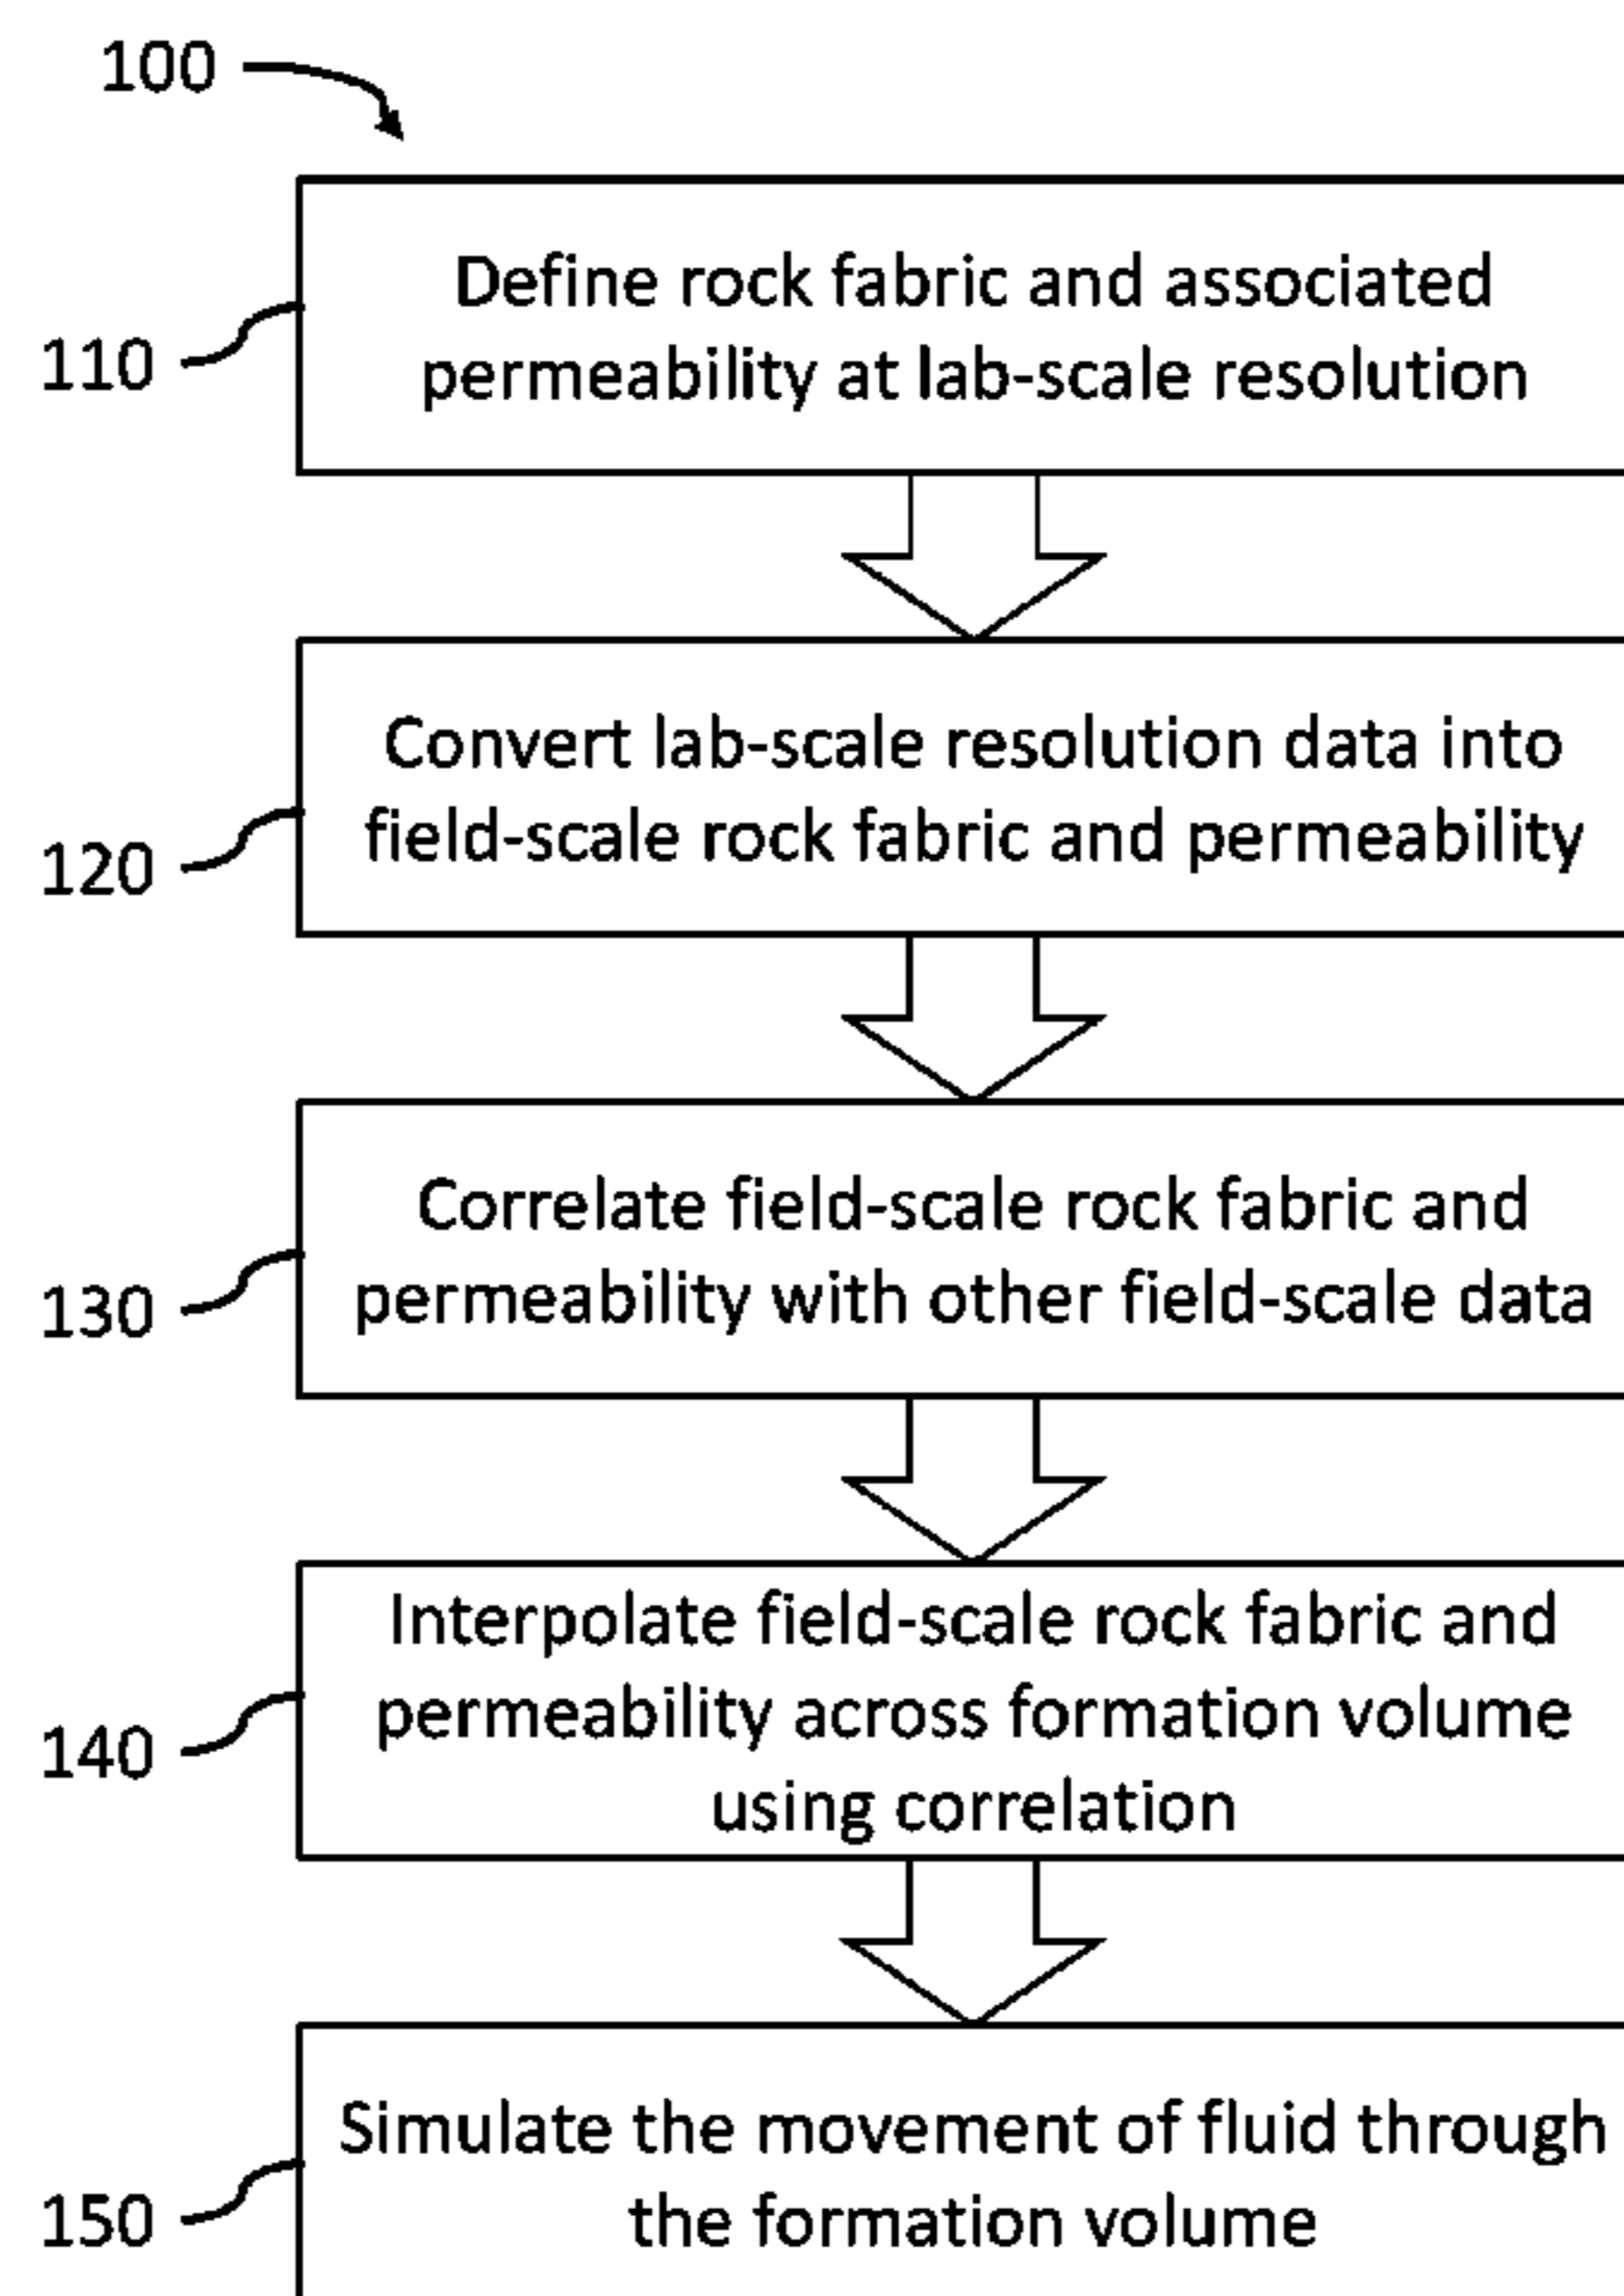 100
110
Define rock fabric and associated
permeability at lab-scale resolution
120
Convert lab-scale resolution data into
field-scale rock fabric and permeability
130
Correlate field-scale rock fabric and
permeability with other field-scale data
140
Interpolate field-scale rock fabric and
permeability across formation volume
using correlation
150
Simulate the movement of fluid through
the formation volume